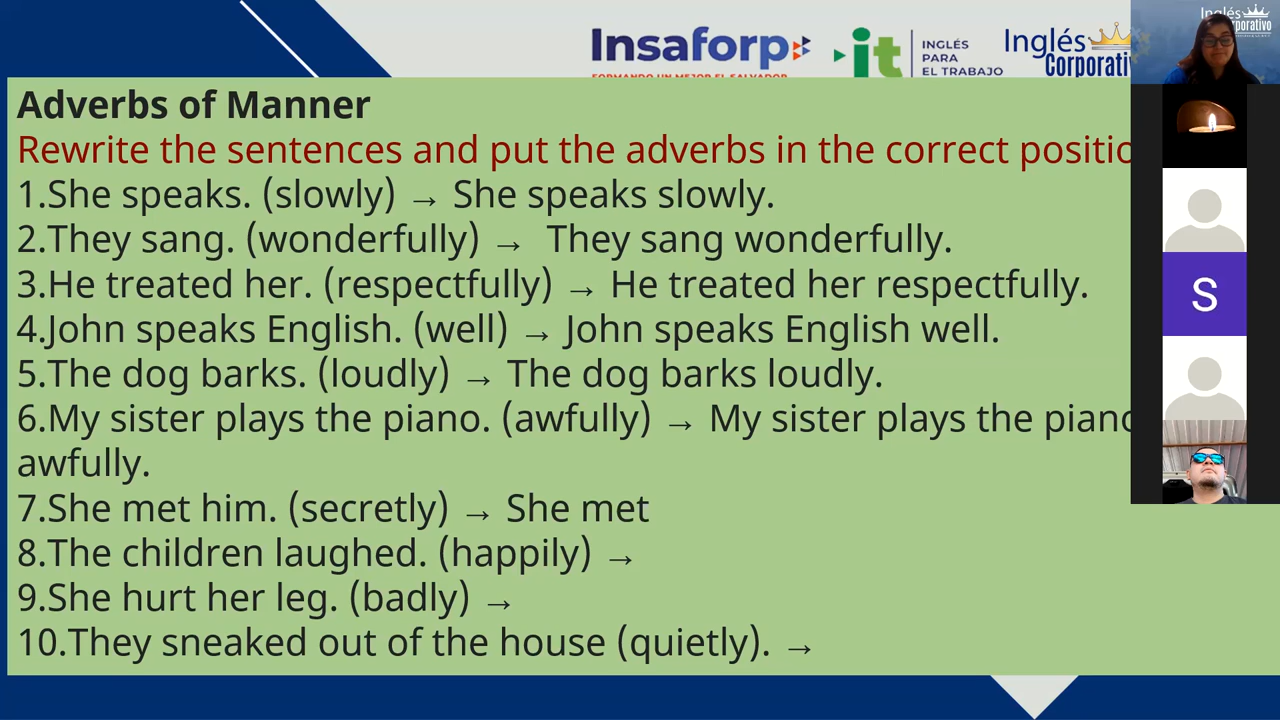 Insaforp
FORMANDO UN MEJOR EL SALVADOR
it
INGLÉS
PARA
EL TRABAJO
Inglés
Corporativ
Inglés
rporativo
Adverbs of Manner
Rewrite the sentences and put the adverbs in the correct positio
1.She speaks. (slowly) → She speaks slowly.
2.They sang. (wonderfully) → They sang wonderfully.
3.He treated her. (respectfully) → He treated her respectfully.
4.John speaks English. (well) → John speaks English well.
5.The dog barks. (loudly) → The dog barks loudly.
6.My sister plays the piano. (awfully) → My sister plays the piano
awfully.
7.She met him. (secretly) → She met
8.The children laughed. (happily) →
9.She hurt her leg. (badly) →
10.They sneaked out of the house (quietly). →
S